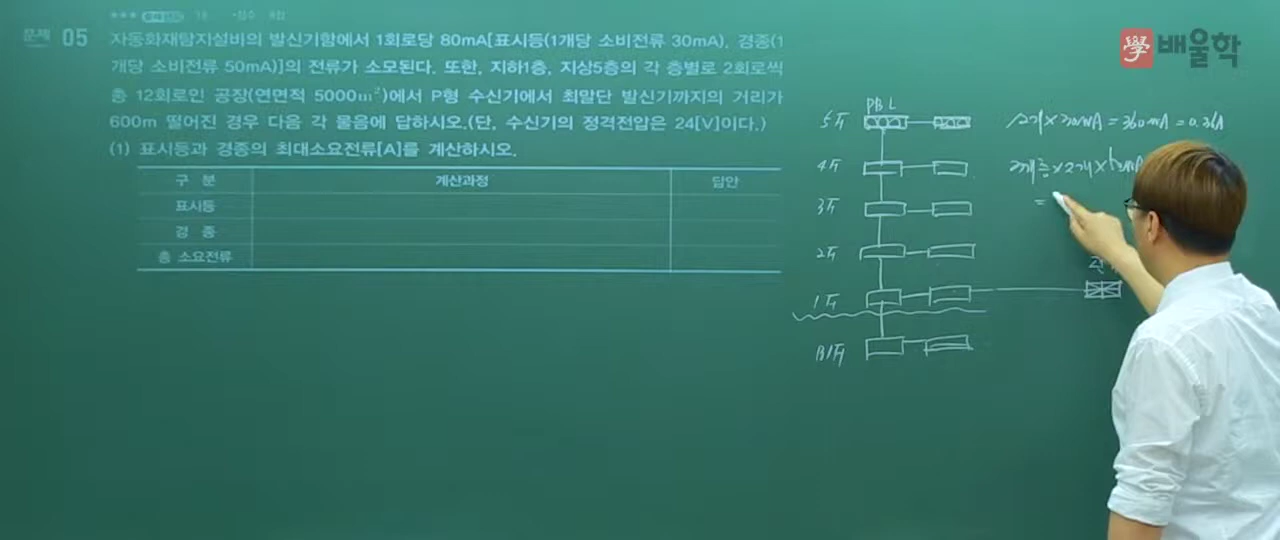 문제 05
자동화재탐지설비의 발신기함에서 1회로당 80mA[표시등(1개당 소비전류 30mA), 경종(1
개당 소비전류 50mA)]의 전류가 소모된다. 또한, 지하1층, 지상5층의 각 층별로 2회로씩
총 12회로인 공장(연면적 5000㎡)에서 P형 수신기에서 최말단 발신기까지의 거리가
600m 떨어진 경우 다음 각 물음에 답하시오.(단, 수신기의 정격전압은 24[V]이다.)
(1) 표시등과 경종의 최대소요전류[A]를 계산하시오.
구 분 계산과정 답안
표시등
경 종
총 소요전류
學 배울학
PBL
5F
4F
3F
2F
1F
B1F
12개×30mA = 360mA = 0.36A
=